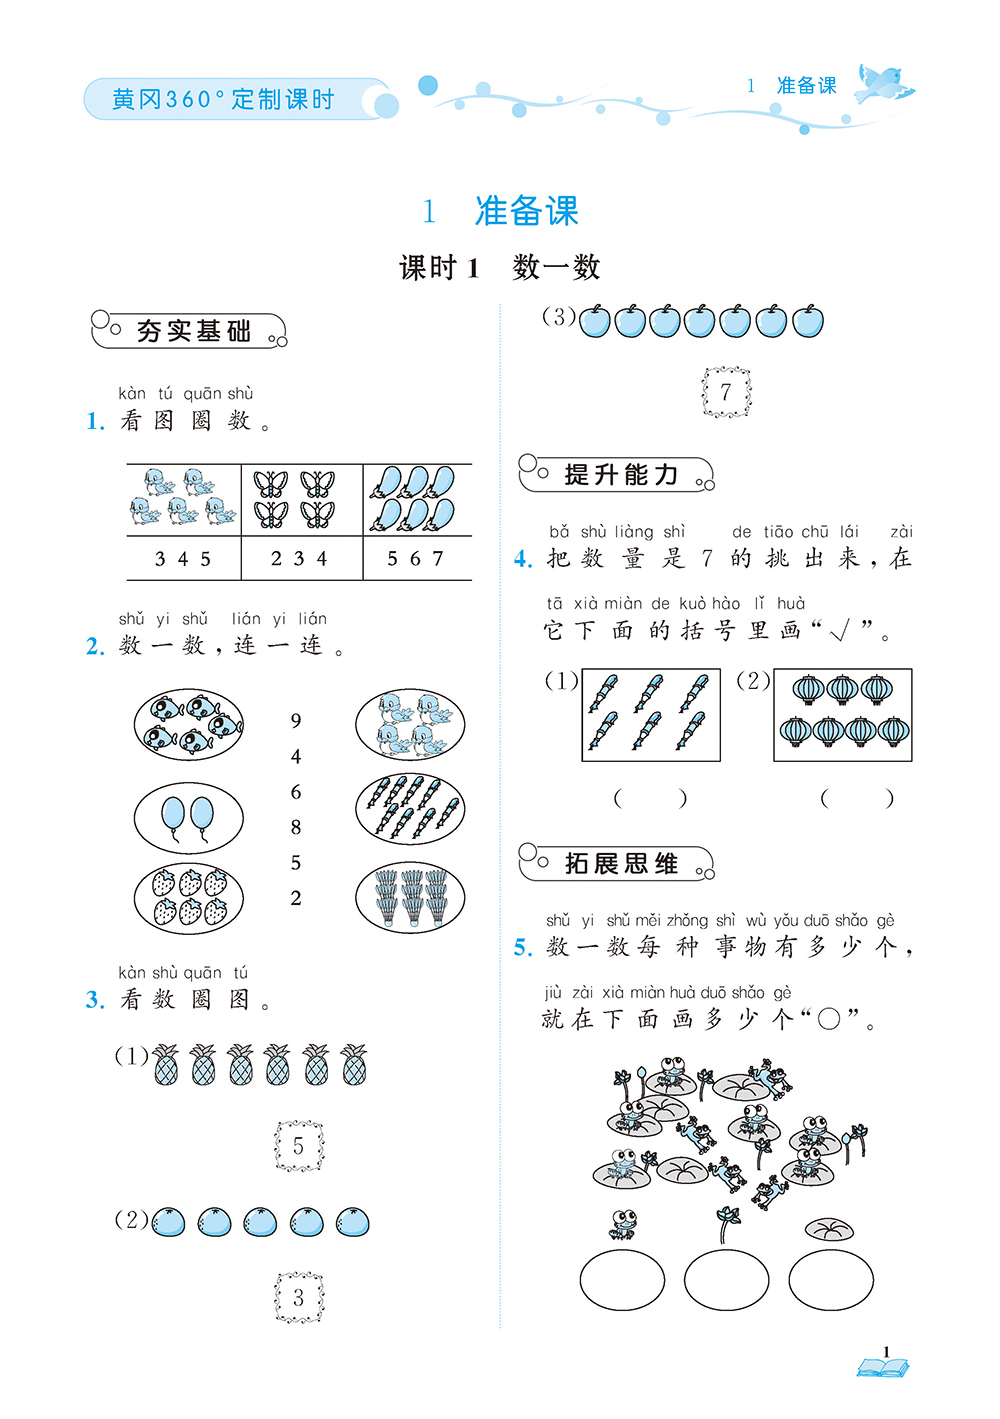 黄冈360°定制课时
1 准备课
1 准备课
课时1 数一数
夯实基础
kàn tú quān shù
1. 看图圈数。
3 4 5
2 3 4
5 6 7
shǔ yi shǔ lián yi lián
2. 数一数,连一连。
9
4
6
8
5
2
kàn shù quān tú
3. 看数圈图。
(1)
5
(2)
3
(3)
7
提升能力
bǎ shù liàng shì de tiāo chū lái zài
4. 把数量是7的挑出来,在
tā xià miàn de kuò hào lǐ huà
它下面的括号里画“√”。
(1)
(2)
( )
( )
拓展思维
shǔ yi shǔ měi zhǒng shì wù yǒu duō shǎo gè
5. 数一数每种事物有多少个,
jiù zài xià miàn huà duō shǎo gè
就在下面画多少个“○”。
1